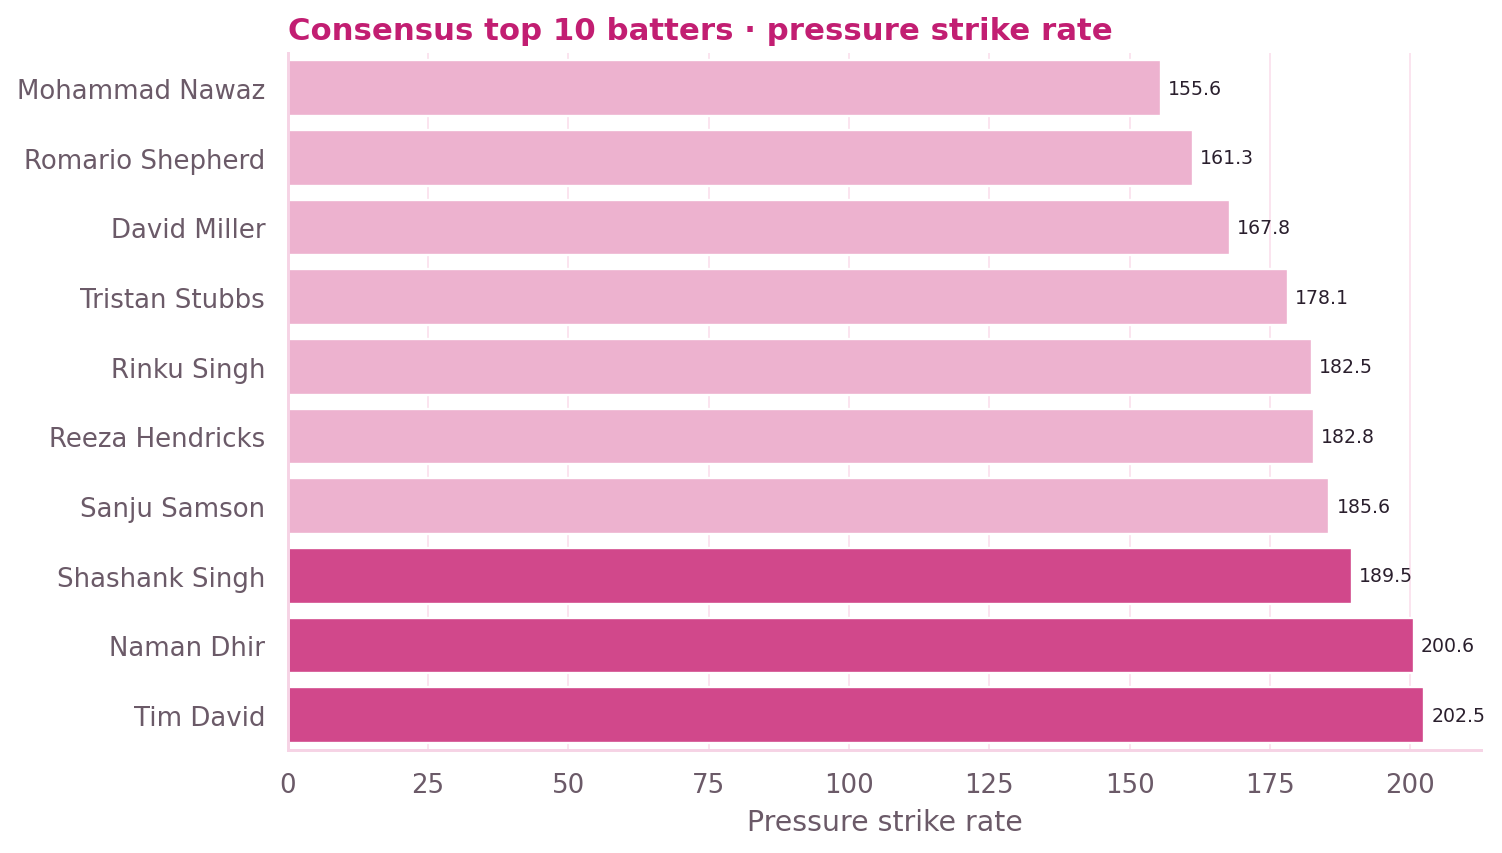 Consensus top 10 batters · pressure strike rate
Mohammad Nawaz 155.6
Romario Shepherd 161.3
David Miller 167.8
Tristan Stubbs 178.1
Rinku Singh 182.5
Reeza Hendricks 182.8
Sanju Samson 185.6
Shashank Singh 189.5
Naman Dhir 200.6
Tim David 202.5
0 25 50 75 100 125 150 175 200
Pressure strike rate